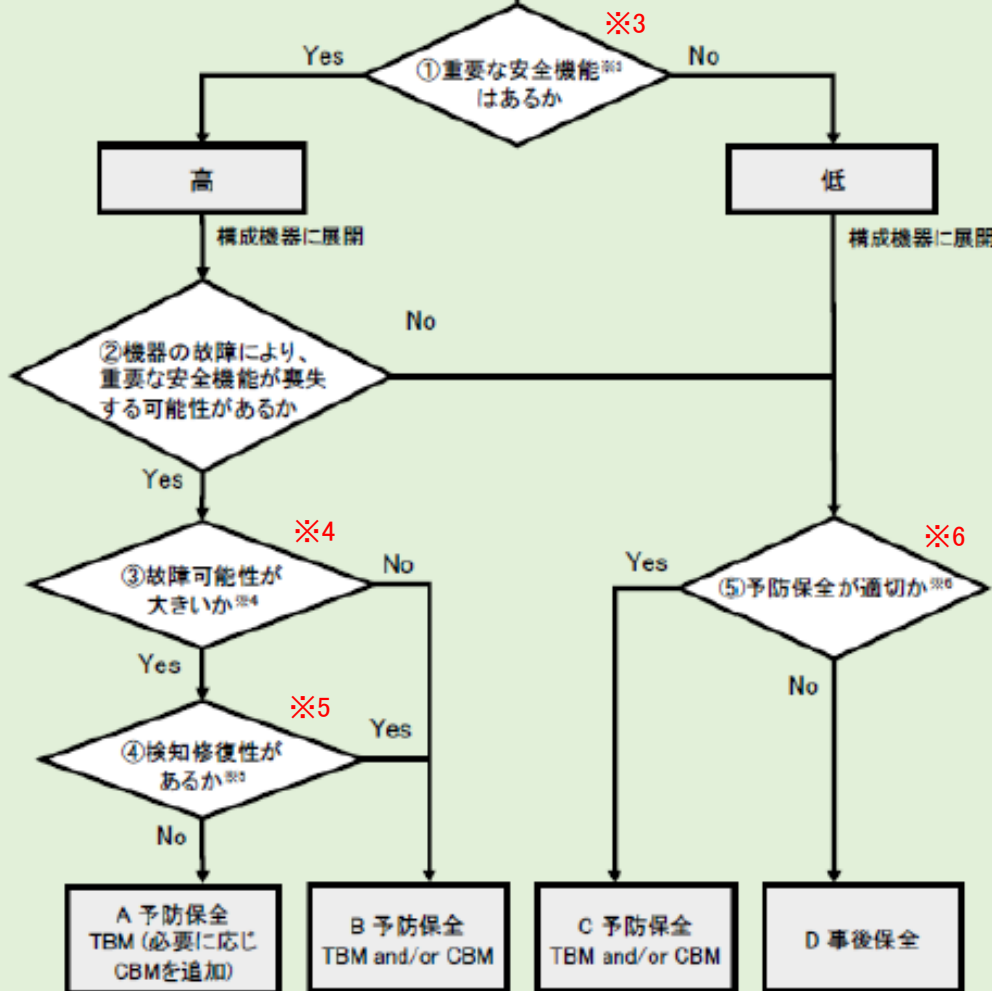 ※3
Yes
No
①重要な安全機能※3
はあるか
高
低
構成機器に展開
構成機器に展開
No
②機器の故障により、
重要な安全機能が喪失
する可能性があるか
Yes
※4
③故障可能性が
大きいか※4
No
Yes
※6
⑤予防保全が適切か※6
Yes
No
※5
④検知修復性が
あるか※5
Yes
No
A 予防保全
TBM (必要に応じ
CBMを追加)
B 予防保全
TBM and/or CBM
C 予防保全
TBM and/or CBM
D 事後保全